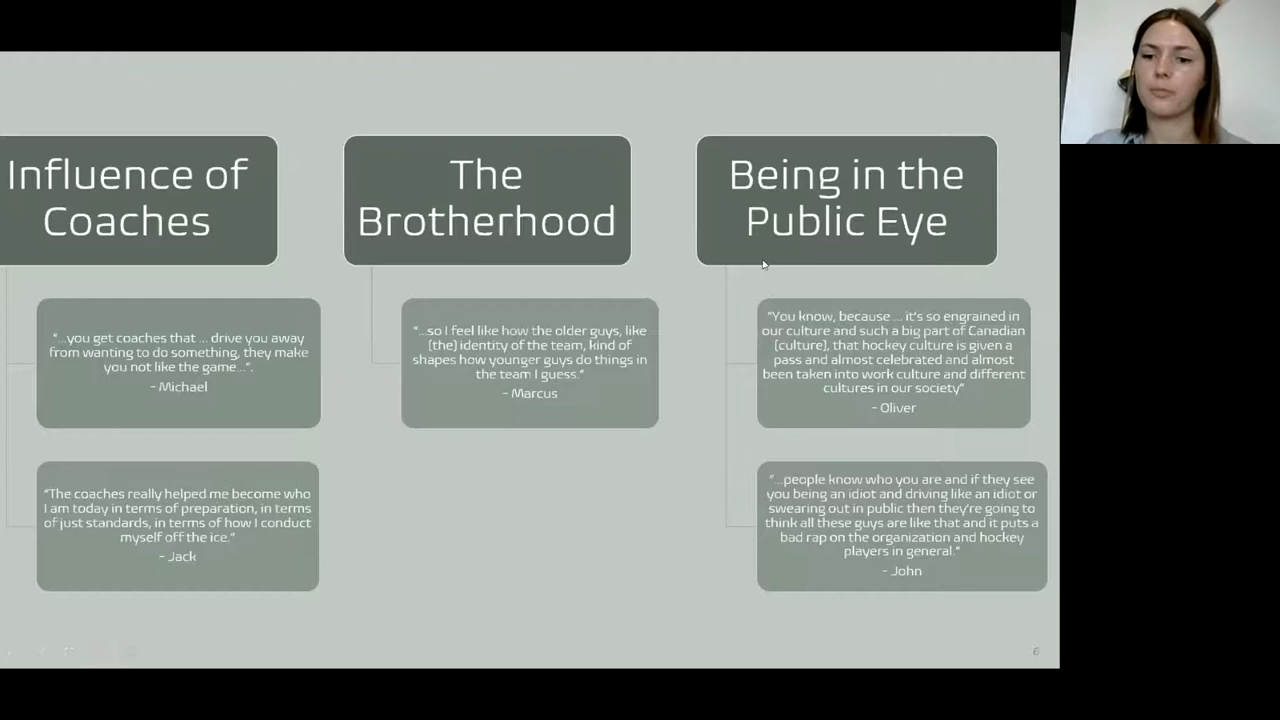 Influence of
Coaches
The
Brotherhood
Being in the
Public Eye
"...you get coaches that ... drive you away
from wanting to do something, they make
you not like the game...".
- Michael
"...so I feel like how the older guys, like
(the) identity of the team, kind of
shapes how younger guys do things in
the team I guess."
- Marcus
"You know, because ... it's so engrained in
our culture and such a big part of Canadian
(culture), that hockey culture is given a
pass and almost celebrated and almost
been taken into work culture and different
cultures in our society"
- Oliver
"The coaches really helped me become who
I am today in terms of preparation, in terms
of just standards, in terms of how I conduct
myself off the ice."
- Jack
"...people know who you are and if they see
you being an idiot and driving like an idiot or
swearing out in public then they're going to
think all these guys are like that and it puts a
bad rap on the organization and hockey
players in general."
- John
6